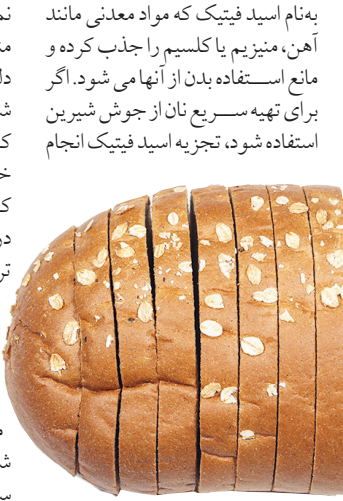 به‌نام اسید فیتیک که مواد معدنی مانند
آهن، منیزیم یا کلسیم را جذب کرده و
مانع استفاده بدن از آنها می شود. اگر
برای تهیه سریع نان از جوش شیرین
استفاده شود، تجزیه اسید فیتیک انجام